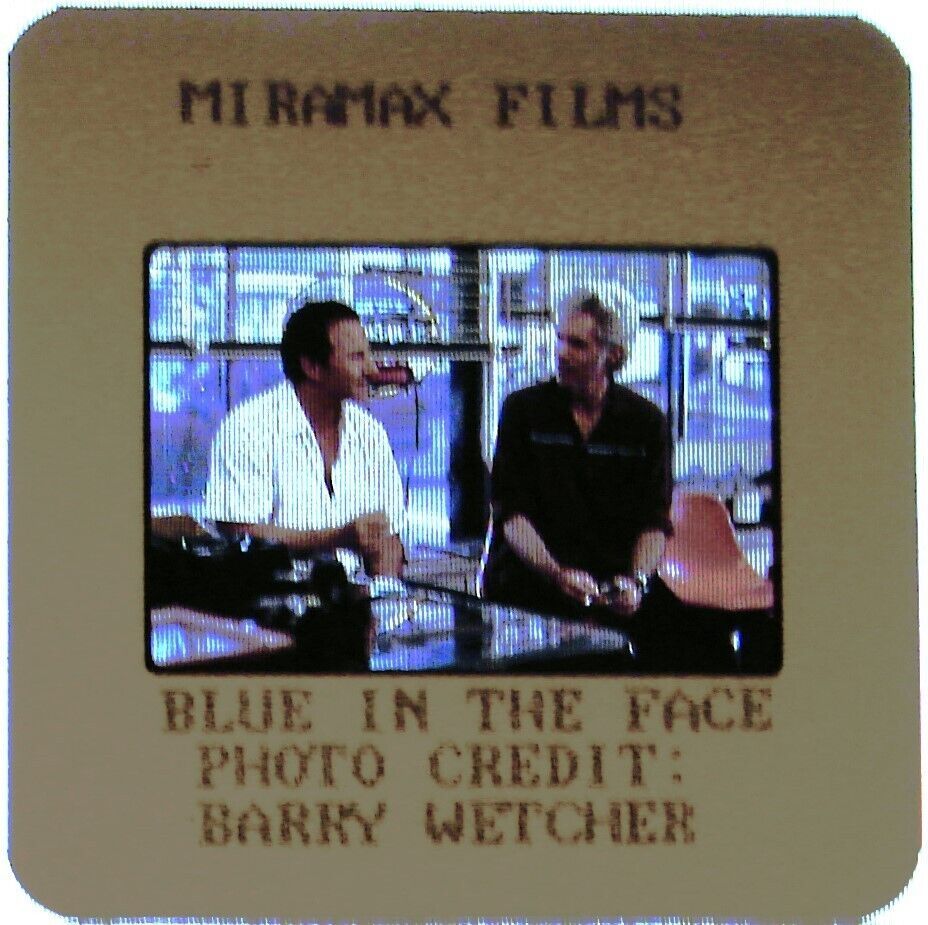 MIRAMAX FILMS
BLUE IN THE FACE
PHOTO CREDIT:
BARRY WETCHER